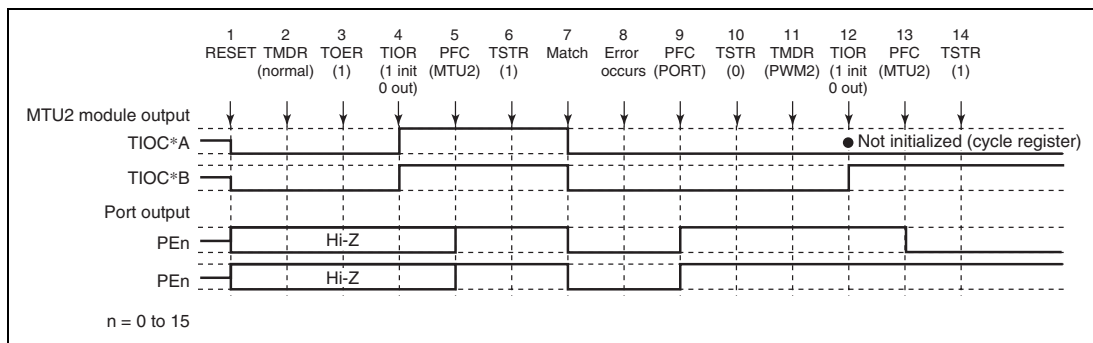 1 2 3 4 5 6 7 8 9 10 11 12 13 14
RESET TMDR TOER TIOR PFC TSTR Match Error PFC TSTR TMDR TIOR PFC TSTR
(normal) (1) (1 init (MTU2) (1) occurs (PORT) (0) (PWM2) (1 init (MTU2) (1)
0 out) 0 out)
MTU2 module output
TIOC*A
● Not initialized (cycle register)
TIOC*B
Port output
PEn Hi-Z
PEn Hi-Z
n = 0 to 15